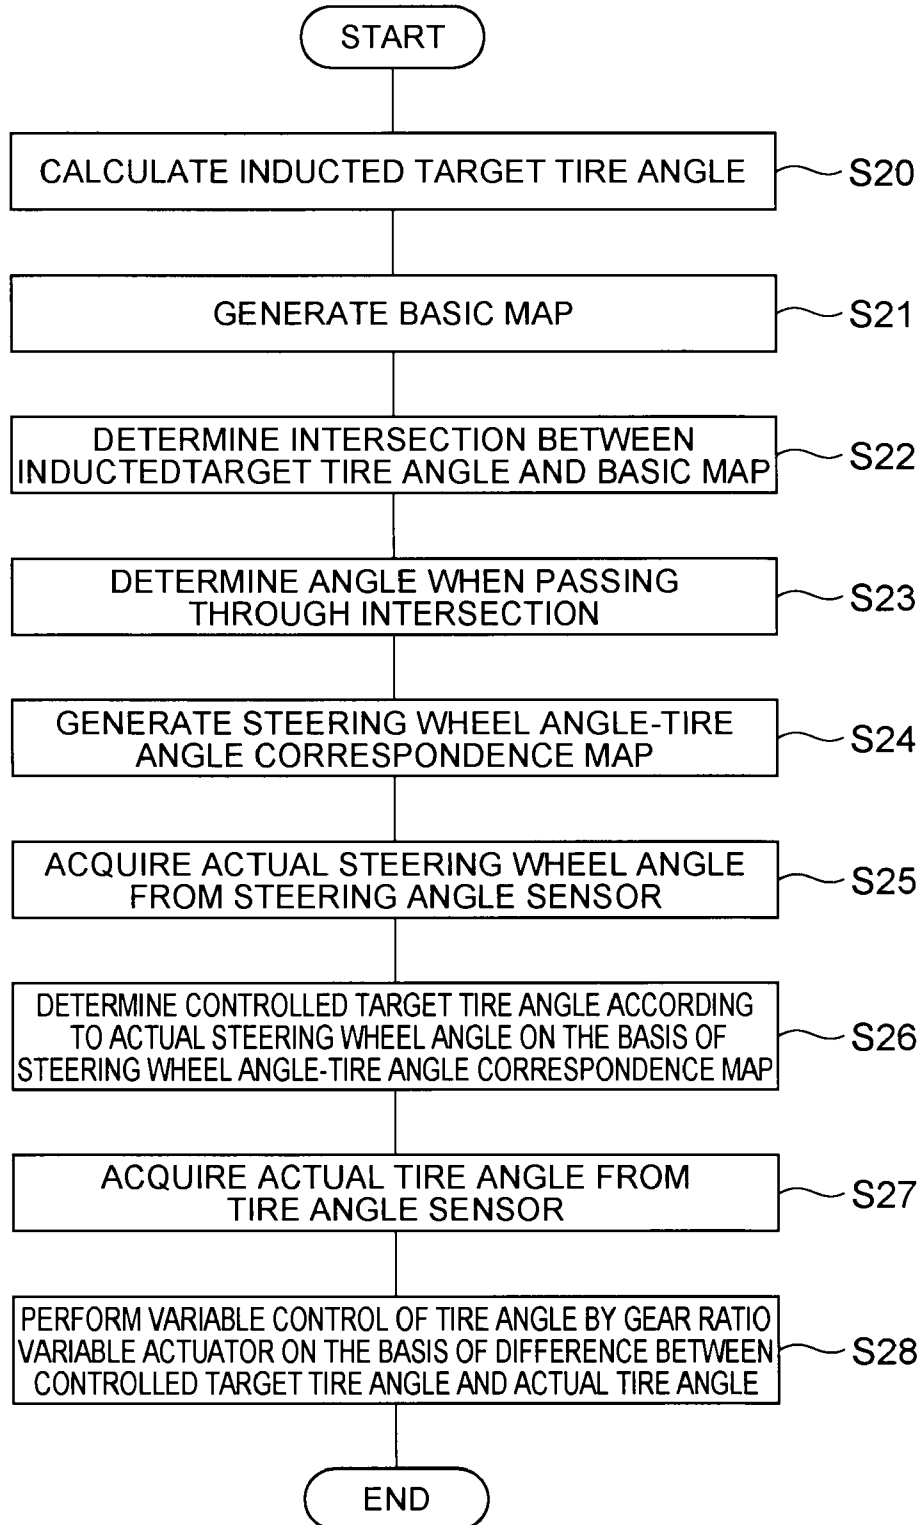 START
CALCULATE INDUCTED TARGET TIRE ANGLE
S20
GENERATE BASIC MAP
S21
DETERMINE INTERSECTION BETWEEN
INDUCTEDTARGET TIRE ANGLE AND BASIC MAP
S22
DETERMINE ANGLE WHEN PASSING
THROUGH INTERSECTION
S23
GENERATE STEERING WHEEL ANGLE-TIRE
ANGLE CORRESPONDENCE MAP
S24
ACQUIRE ACTUAL STEERING WHEEL ANGLE
FROM STEERING ANGLE SENSOR
S25
DETERMINE CONTROLLED TARGET TIRE ANGLE ACCORDING
TO ACTUAL STEERING WHEEL ANGLE ON THE BASIS OF
STEERING WHEEL ANGLE-TIRE ANGLE CORRESPONDENCE MAP
S26
ACQUIRE ACTUAL TIRE ANGLE FROM
TIRE ANGLE SENSOR
S27
PERFORM VARIABLE CONTROL OF TIRE ANGLE BY GEAR RATIO
VARIABLE ACTUATOR ON THE BASIS OF DIFFERENCE BETWEEN
CONTROLLED TARGET TIRE ANGLE AND ACTUAL TIRE ANGLE
S28
END